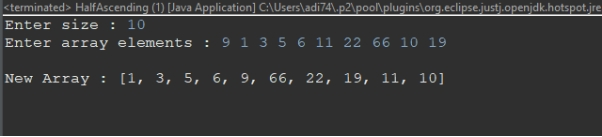 <terminated> HalfAscending (1) [Java Application] C:\Users\adi74\.p2\pool\plugins\org.eclipse.justj.openjdk.hotspot.jre
Enter size : 10
Enter array elements : 9 1 3 5 6 11 22 66 10 19
New Array : [1, 3, 5, 6, 9, 66, 22, 19, 11, 10]